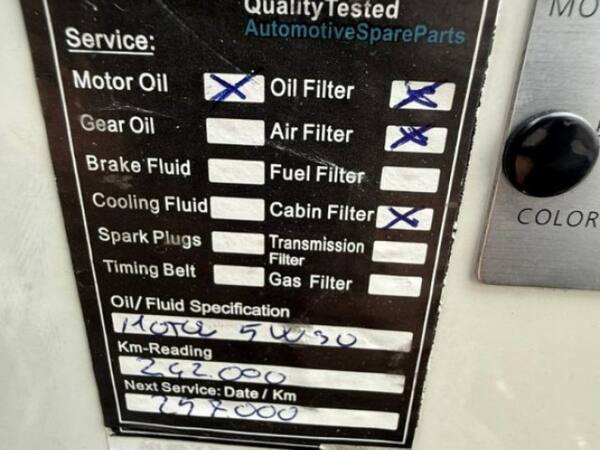 QualityTested
AutomotiveSpareParts
Service:
Motor Oil X Oil Filter X
Gear Oil Air Filter X
Brake Fluid Fuel Filter
Cooling Fluid Cabin Filter X
Spark Plugs Transmission Filter
Timing Belt Gas Filter
Oil/ Fluid Specification
5W30
Km-Reading
242.000
Next Service: Date / Km
COLOR